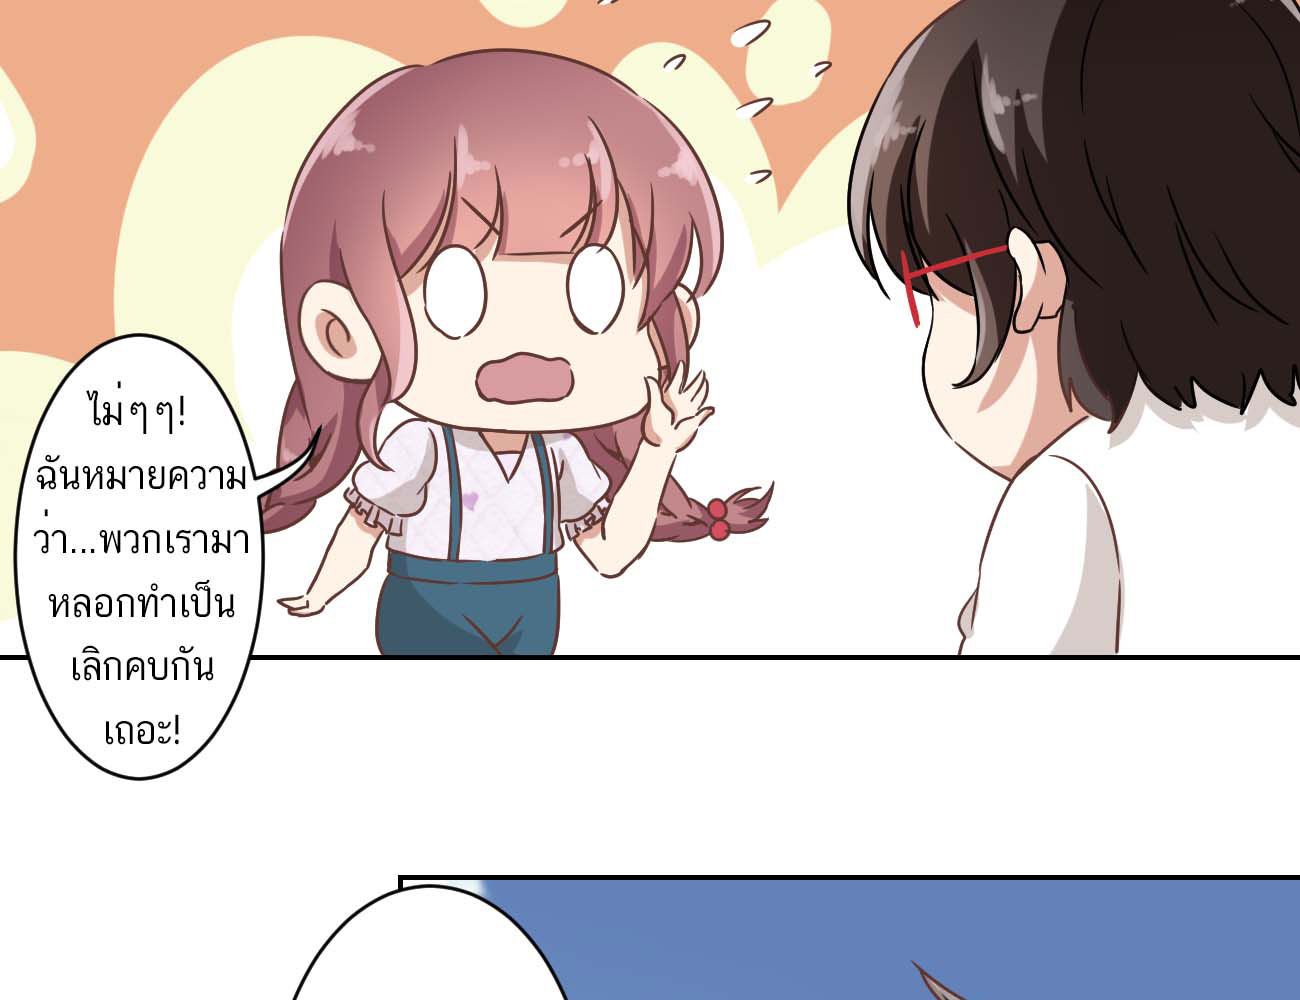 ไม่ๆๆ!
ฉันหมายความ
ว่า...พวกเรามา
หลอกทำเป็น
เลิกคบกัน
เถอะ!